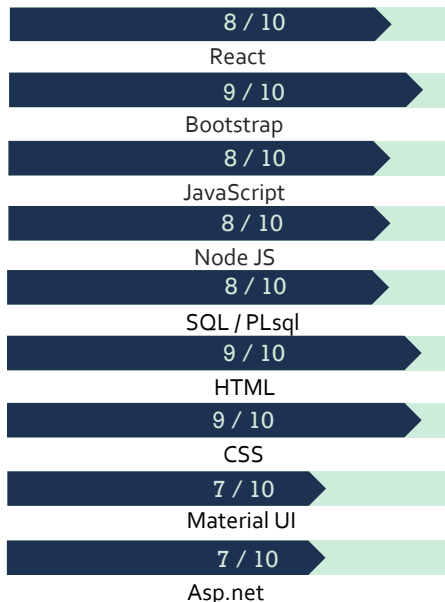 8 / 10
React
9 / 10
Bootstrap
8 / 10
JavaScript
8 / 10
Node JS
8 / 10
SQL / PLsql
9 / 10
HTML
9 / 10
CSS
7 / 10
Material UI
7 / 10
Asp.net